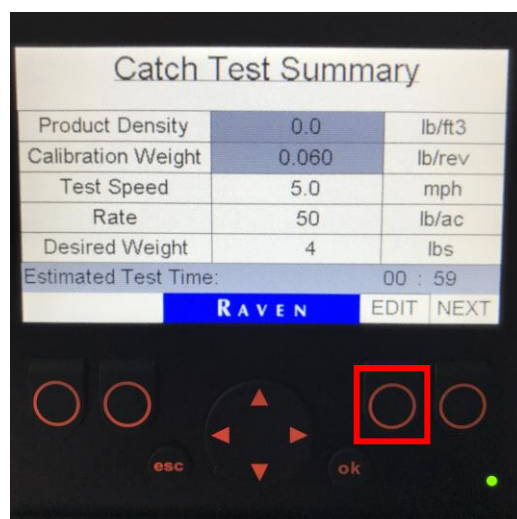 Catch Test Summary
Product Density 0.0 lb/ft3
Calibration Weight 0.060 lb/rev
Test Speed 5.0 mph
Rate 50 lb/ac
Desired Weight 4 lbs
Estimated Test Time: 00 : 59
RAVEN EDIT NEXT
esc ok